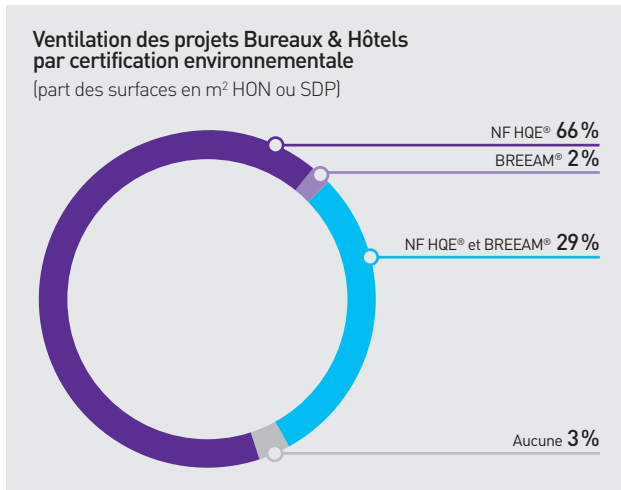 Ventilation des projets Bureaux & Hôtels
par certification environnementale
(part des surfaces en m² HON ou SDP)
NF HQE® 66 %
BREEAM® 2 %
NF HQE® et BREEAM® 29 %
Aucune 3 %